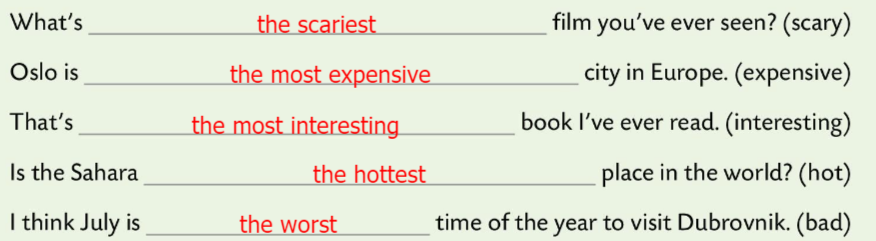 What's the scariest film you've ever seen? (scary)
Oslo is the most expensive city in Europe. (expensive)
That's the most interesting book I've ever read. (interesting)
Is the Sahara the hottest place in the world? (hot)
I think July is the worst time of the year to visit Dubrovnik. (bad)